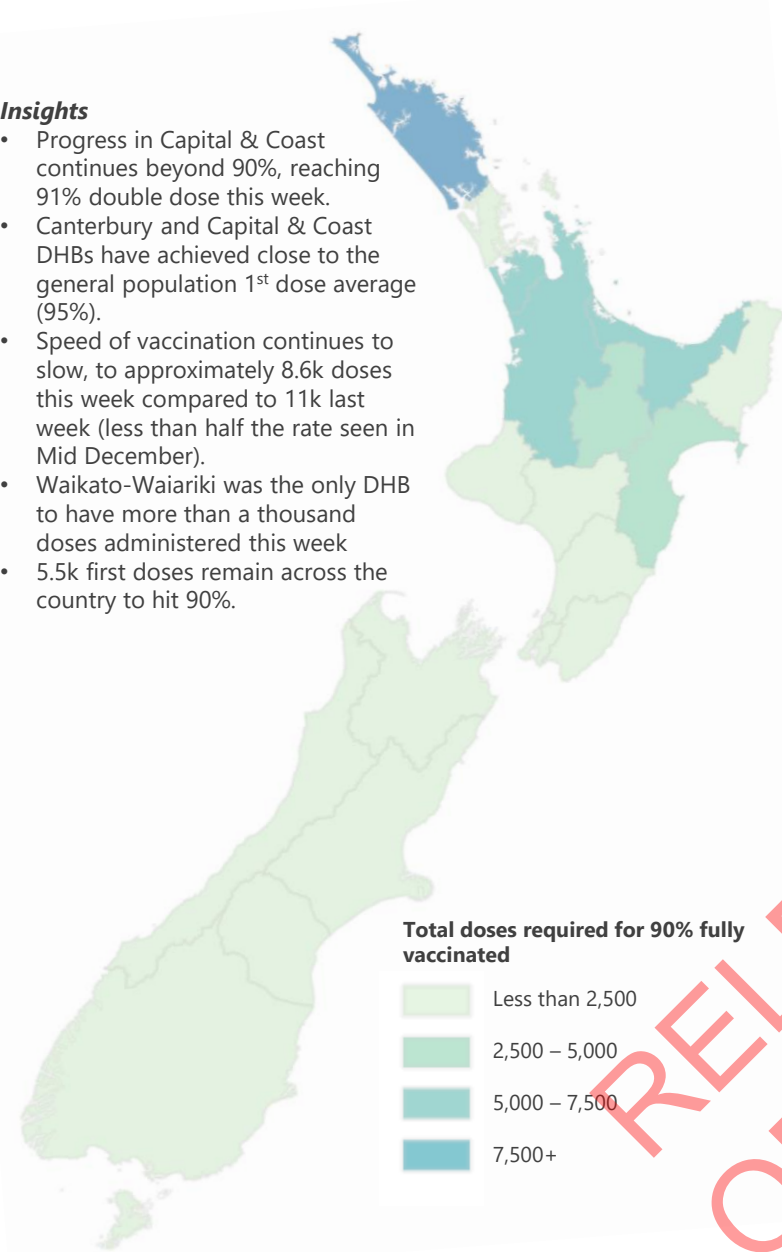 Insights
• Progress in Capital & Coast
continues beyond 90%, reaching
91% double dose this week.
• Canterbury and Capital & Coast
DHBs have achieved close to the
general population 1st dose average
(95%).
• Speed of vaccination continues to
slow, to approximately 8.6k doses
this week compared to 11k last
week (less than half the rate seen in
Mid December).
• Waikato-Waiariki was the only DHB
to have more than a thousand
doses administered this week
• 5.5k first doses remain across the
country to hit 90%.
Total doses required for 90% fully
vaccinated
Less than 2,500
2,500 – 5,000
5,000 – 7,500
7,500+